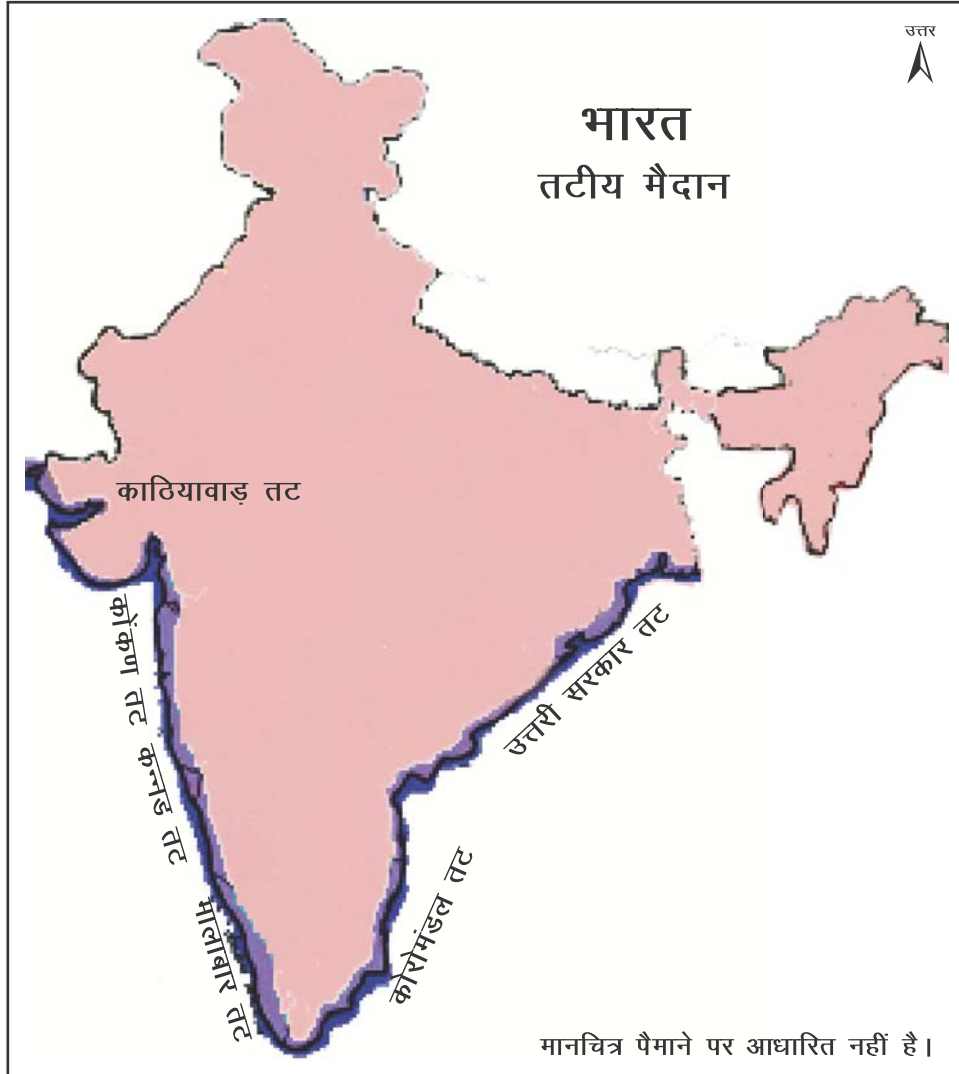 उत्तर
भारत
तटीय मैदान
काठियावाड़ तट
कोंकण तट
कन्नड तट
मालाबार तट
उत्तरी सरकार तट
कोरोमंडल तट
मानचित्र पैमाने पर आधारित नहीं है।